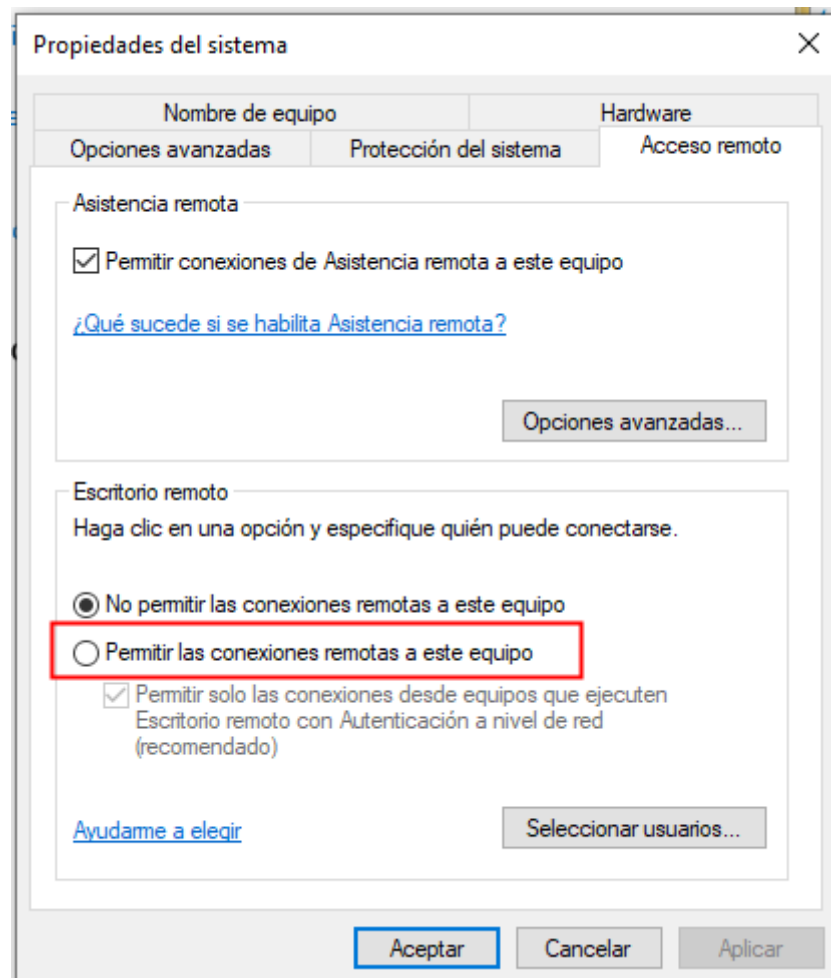 Propiedades del sistema
Nombre de equipo
Hardware
Opciones avanzadas
Protección del sistema
Acceso remoto
Asistencia remota
Permitir conexiones de Asistencia remota a este equipo
¿Qué sucede si se habilita Asistencia remota?
Opciones avanzadas...
Escritorio remoto
Haga clic en una opción y especifique quién puede conectarse.
No permitir las conexiones remotas a este equipo
Permitir las conexiones remotas a este equipo
Permitir solo las conexiones desde equipos que ejecuten
Escritorio remoto con Autenticación a nivel de red
(recomendado)
Ayudarme a elegir
Seleccionar usuarios...
Aceptar
Cancelar
Aplicar